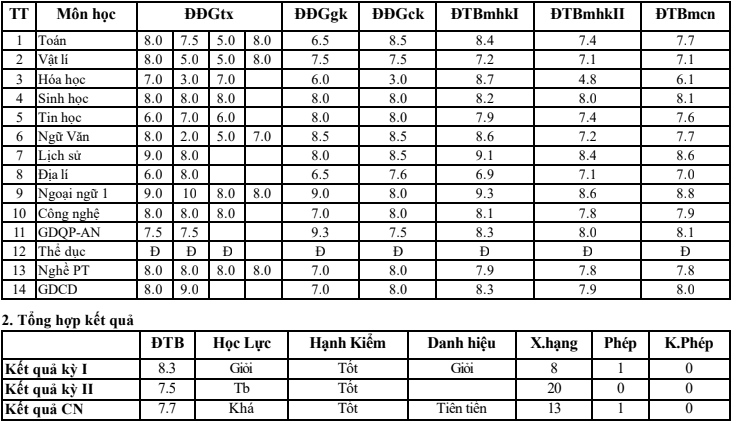 TT Môn học ĐĐGtx ĐĐGgk ĐĐGck ĐTBmhkI ĐTBmhkII ĐTBmcn
1 Toán 8.0 7.5 5.0 8.0 6.5 8.5 8.4 7.4 7.7
2 Vật lí 8.0 5.0 5.0 8.0 7.5 7.5 7.2 7.1 7.1
3 Hóa học 7.0 3.0 7.0 6.0 3.0 8.7 4.8 6.1
4 Sinh học 8.0 8.0 8.0 8.0 8.0 8.2 8.0 8.1
5 Tin học 6.0 7.0 6.0 8.0 8.0 7.9 7.4 7.6
6 Ngữ Văn 8.0 2.0 5.0 7.0 8.5 8.5 8.6 7.2 7.7
7 Lịch sử 9.0 8.0 8.0 8.5 9.1 8.4 8.6
8 Địa lí 6.0 8.0 6.5 7.6 6.9 7.1 7.0
9 Ngoại ngữ 1 9.0 10 8.0 8.0 9.0 8.0 9.3 8.6 8.8
10 Công nghệ 8.0 8.0 8.0 7.0 8.0 8.1 7.8 7.9
11 GDQP-AN 7.5 7.5 9.3 7.5 8.3 8.0 8.1
12 Thể dục Đ Đ Đ Đ Đ Đ Đ Đ
13 Nghề PT 8.0 8.0 8.0 8.0 7.0 8.0 7.9 7.8 7.8
14 GDCD 8.0 9.0 7.0 8.0 8.3 7.9 8.0
2. Tổng hợp kết quả
ĐTB Học Lực Hạnh Kiểm Danh hiệu X.hạng Phép K.Phép
Kết quả kỳ I 8.3 Giỏi Tốt Giỏi 8 1 0
Kết quả kỳ II 7.5 Tb Tốt 20 0 0
Kết quả CN 7.7 Khá Tốt Tiên tiên 13 1 0